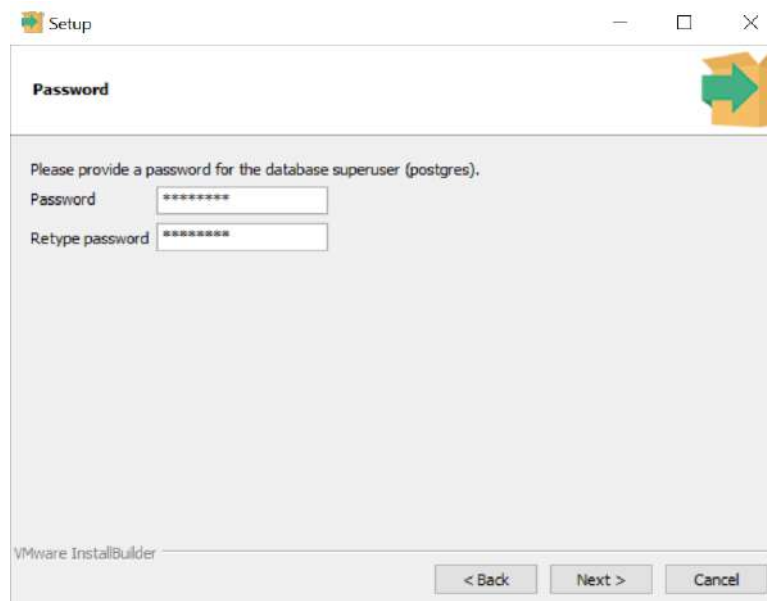 Setup
Password
Please provide a password for the database superuser (postgres).
Password ********
Retype password ********
VMware InstallBuilder
< Back Next > Cancel